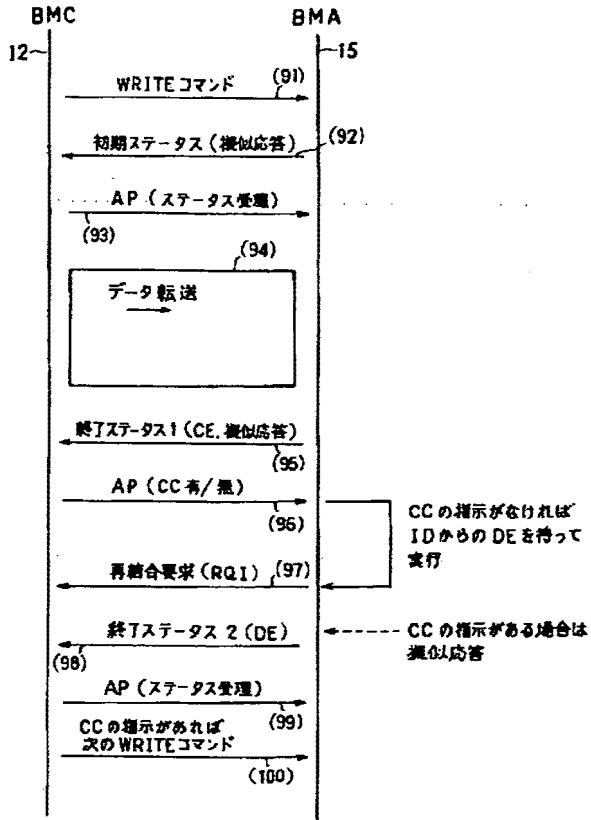 BMC
BMA
12
15
WRITEコマンド
(91)
初期ステータス(擬似応答)
(92)
AP(ステータス受理)
(93)
(94)
データ転送
終了ステータス1(CE.擬似応答)
(95)
AP(CC有/無)
(96)
CCの指示がなければ
IDからのDEを待って
実行
再結合要求(RQI)
(97)
終了ステータス2(DE)
(98)
CCの指示がある場合は
擬似応答
AP(ステータス受理)
(99)
CCの指示があれば
次のWRITEコマンド
(100)